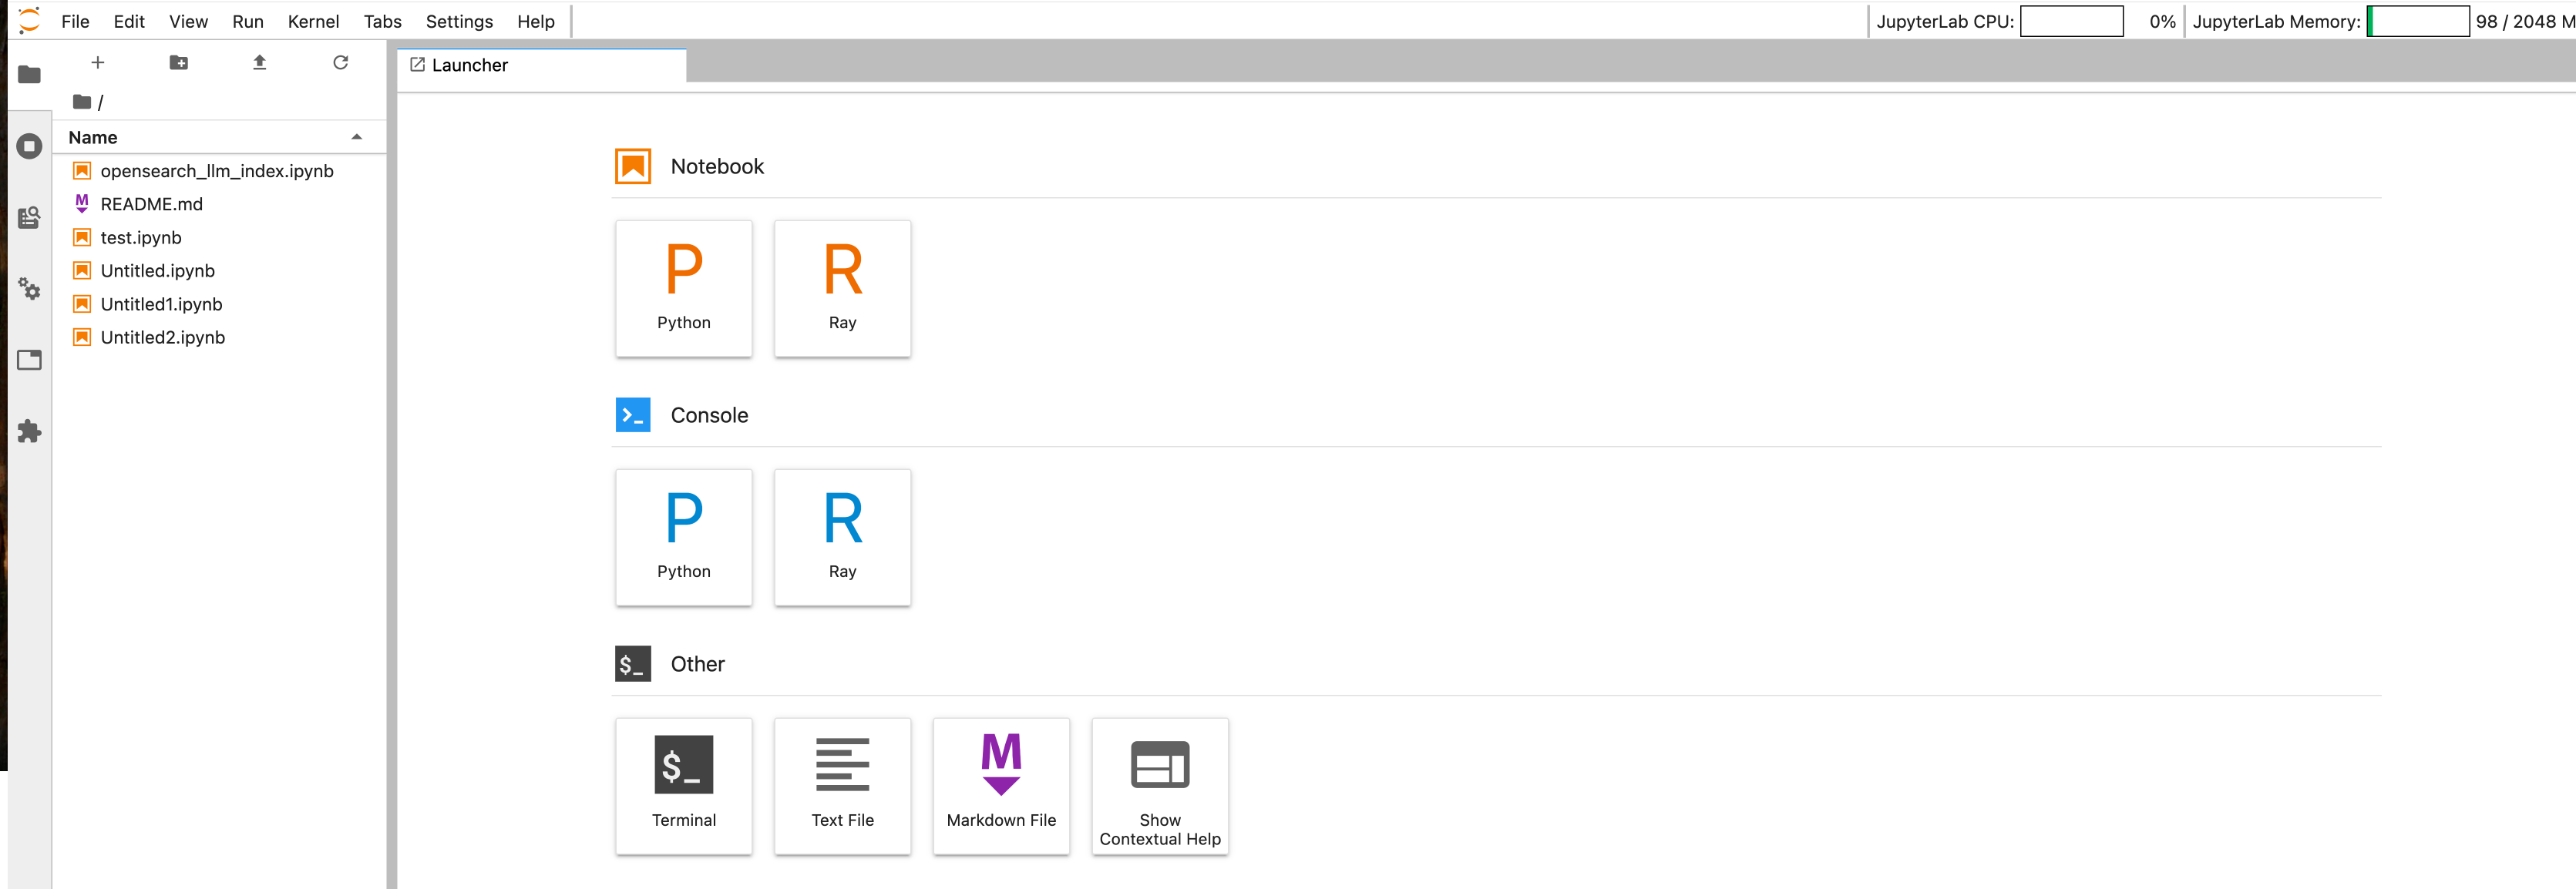 File Edit View Run Kernel Tabs Settings Help JupyterLab CPU: 0% JupyterLab Memory: 98 / 2048 M
Launcher
/
Name
opensearch_llm_index.ipynb
README.md
test.ipynb
Untitled.ipynb
Untitled1.ipynb
Untitled2.ipynb
Notebook
P R
Python Ray
Console
P R
Python Ray
$_ Other
$_ M
Terminal Text File Markdown File Show
Contextual Help